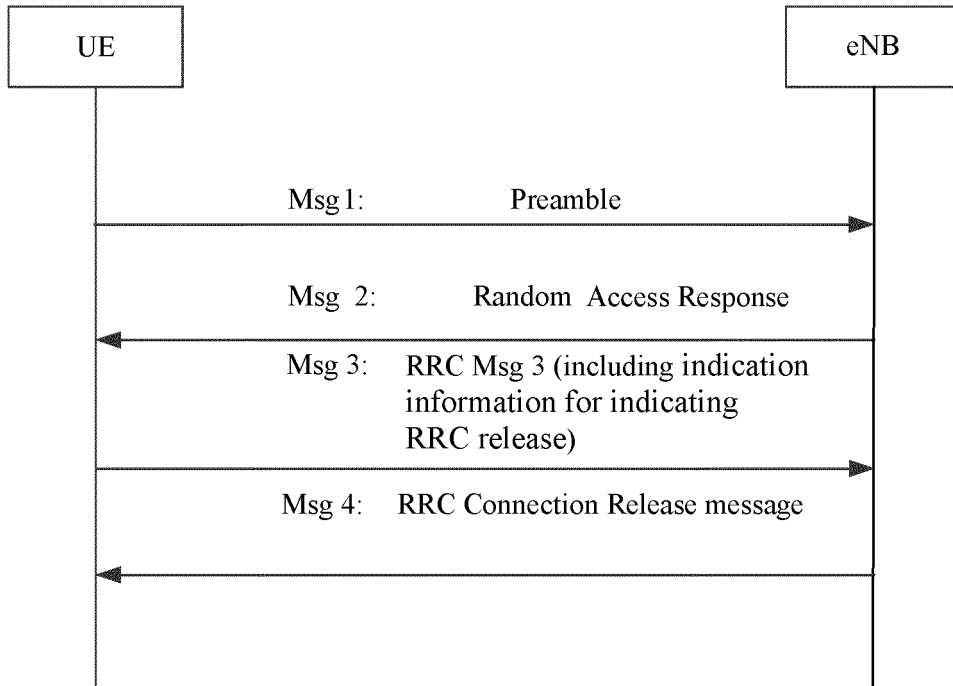 UE
eNB
Msg 1: Preamble
Msg 2: Random Access Response
Msg 3: RRC Msg 3 (including indication
information for indicating
RRC release)
Msg 4: RRC Connection Release message